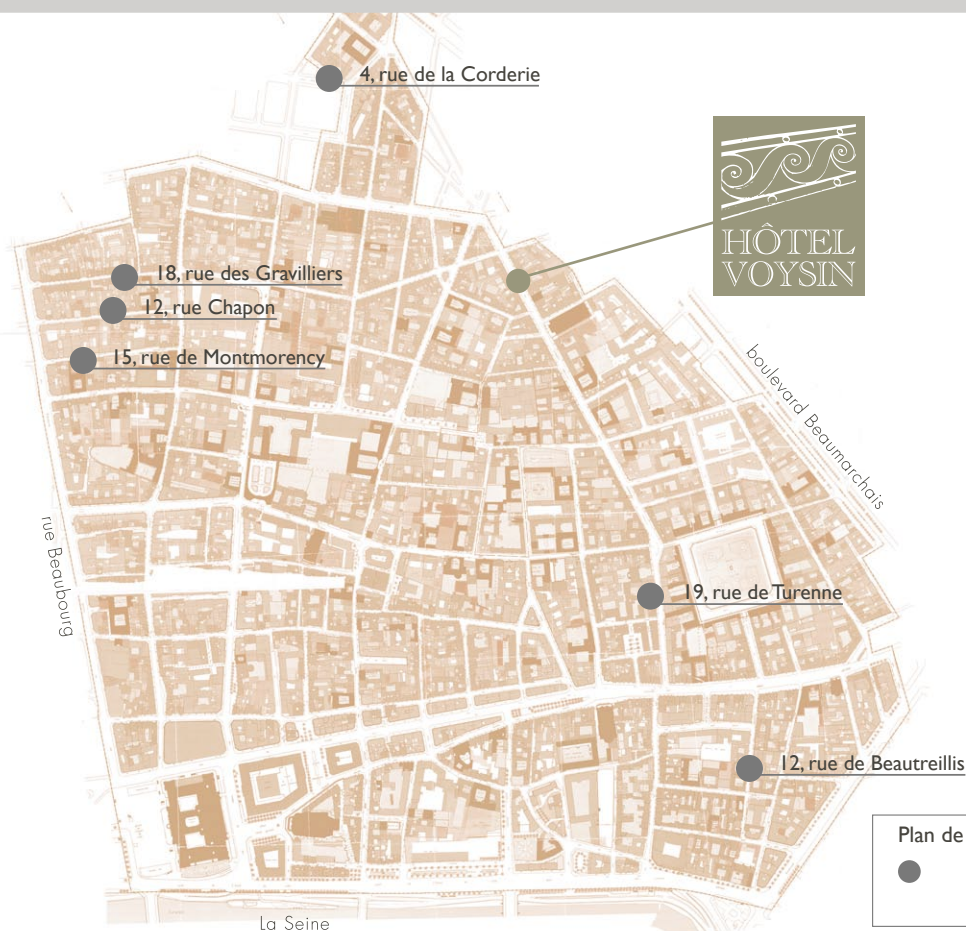 4, rue de la Corderie
HÔTEL
VOYSIN
18, rue des Gravilliers
12, rue Chapon
15, rue de Montmorency
boulevard Beaumarchais
rue Beaubourg
19, rue de Turenne
12, rue de Beautreillis
Plan de
La Seine